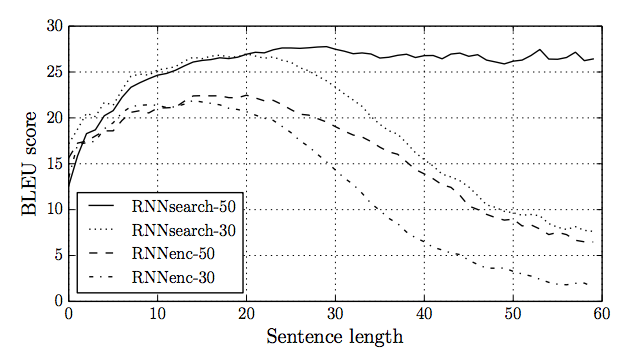 30
25
20
15
10
5
0
BLEU score
RNNsearch-50
RNNsearch-30
RNNenc-50
RNNenc-30
0 10 20 30 40 50 60
Sentence length